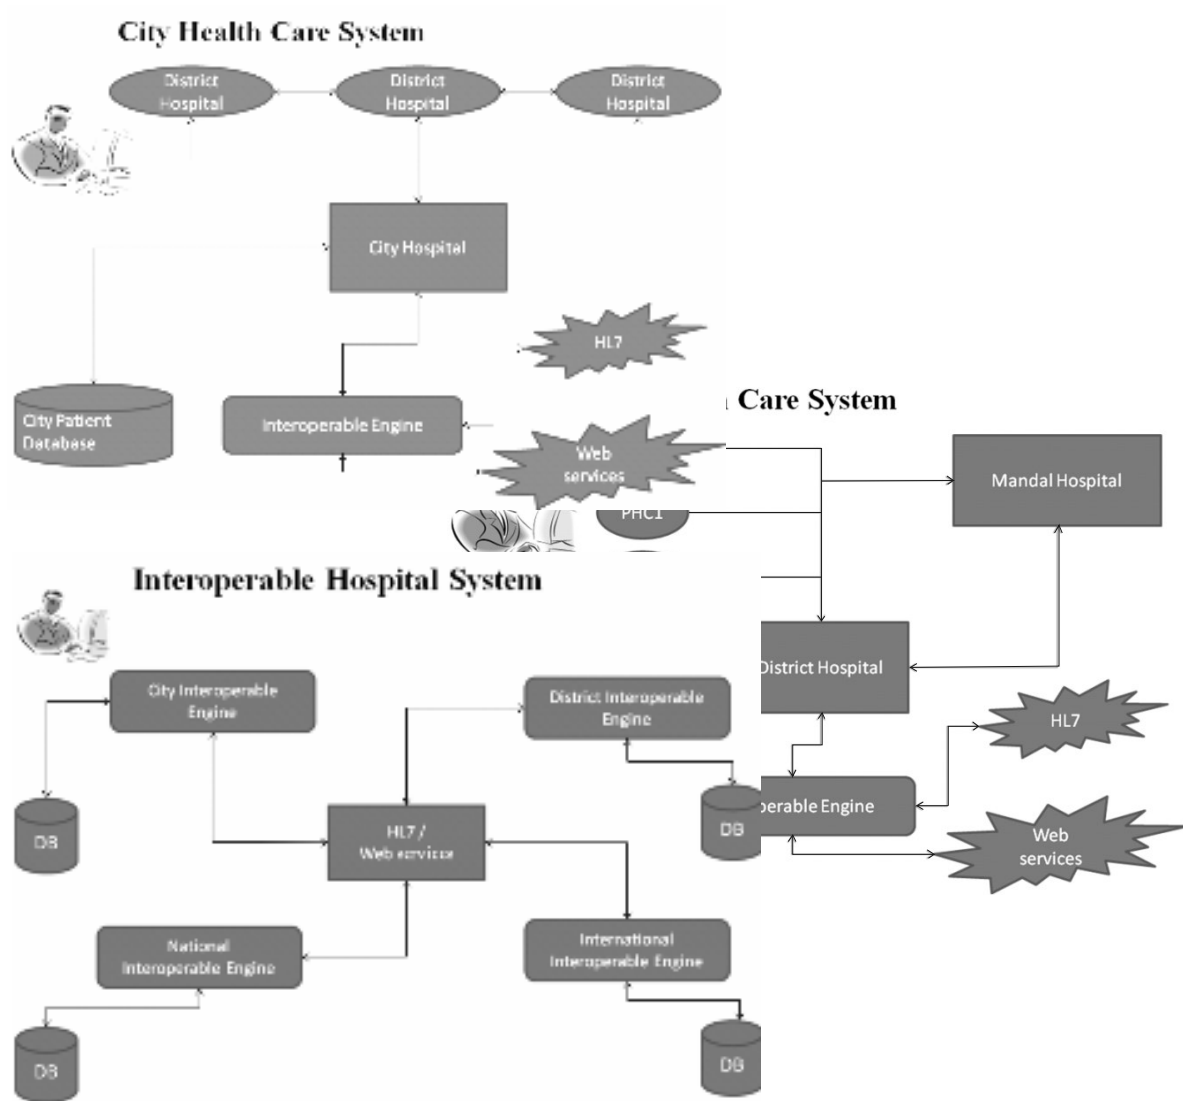 City Health Care System
District
Hospital
District
Hospital
District
Hospital
City Hospital
HL7
City Patient
Database
Interoperable Engine
Web
services
Care System
Mandal Hospital
PHC1
District Hospital
HL7
perable Engine
Web
services
Interoperable Hospital System
City Interoperable
Engine
District Interoperable
Engine
DB
HL7 /
Web services
DB
National
Interoperable Engine
International
Interoperable Engine
DB
DB